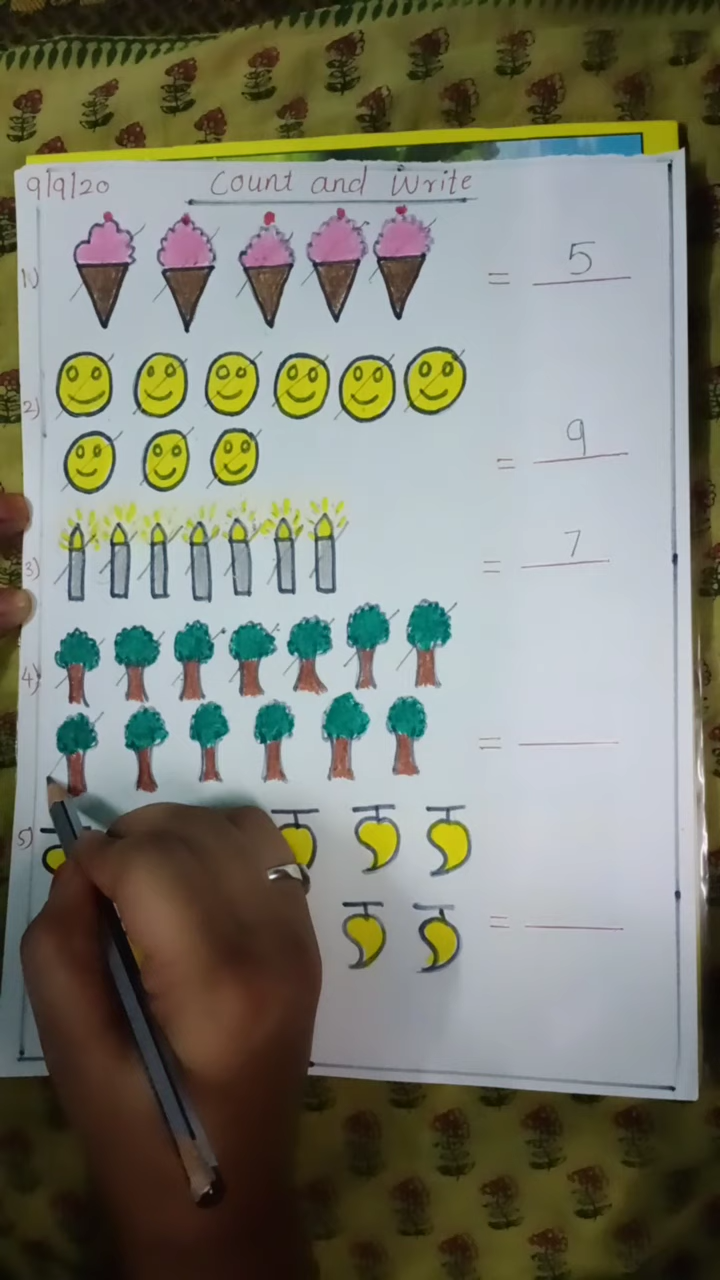 9/9/20 Count and Write
1) = 5
2) = 9
3) = 7
4) =
5) =